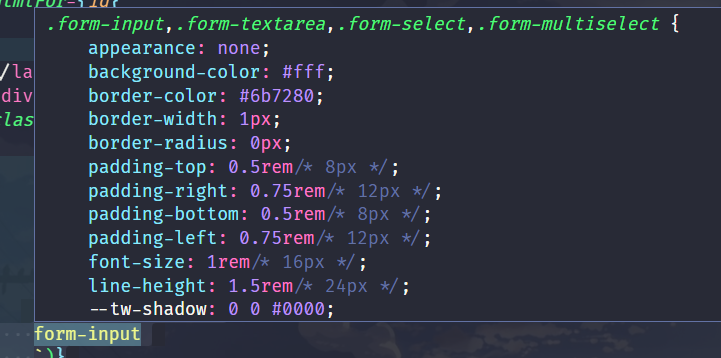 .form-input,.form-textarea,.form-select,.form-multiselect {
appearance: none;
background-color: #fff;
border-color: #6b7280;
border-width: 1px;
border-radius: 0px;
padding-top: 0.5rem/* 8px */;
padding-right: 0.75rem/* 12px */;
padding-bottom: 0.5rem/* 8px */;
padding-left: 0.75rem/* 12px */;
font-size: 1rem/* 16px */;
line-height: 1.5rem/* 24px */;
--tw-shadow: 0 0 #0000;
/la
div
las
form-input
`)}